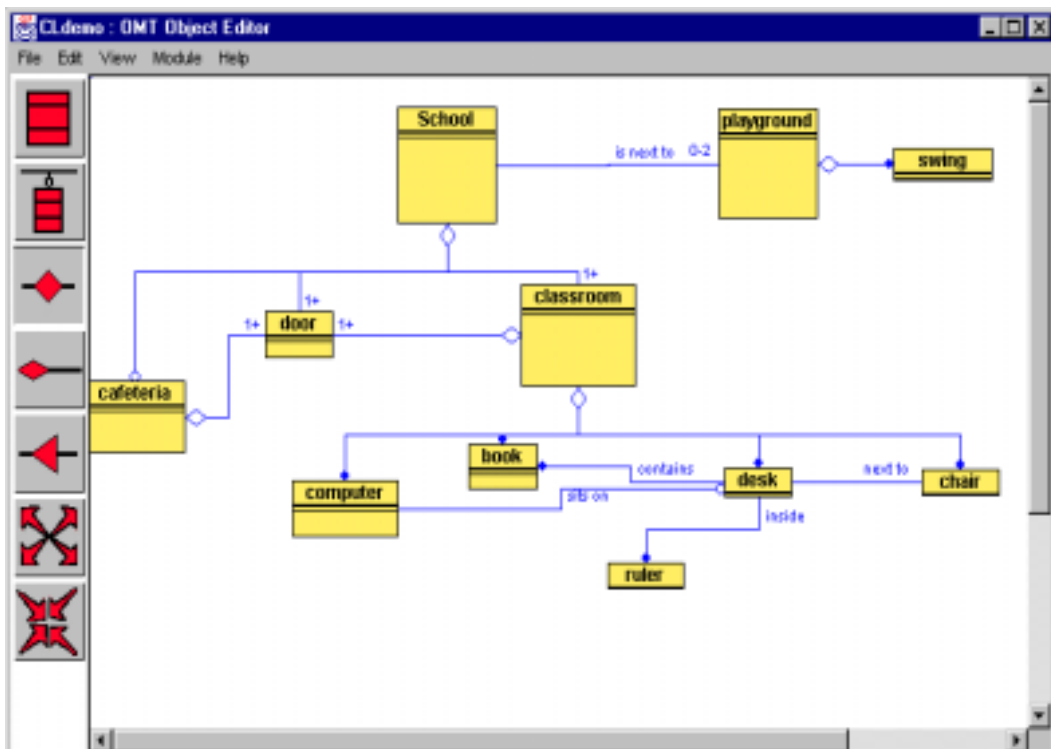 CLdemo : OMT Object Editor
File Edit View Module Help
School
playground
is next to 0-2
swing
1+
classroom
1+
1+ door 1+
cafeteria
book
contains
next to
computer
desk
chair
sits on
inside
ruler